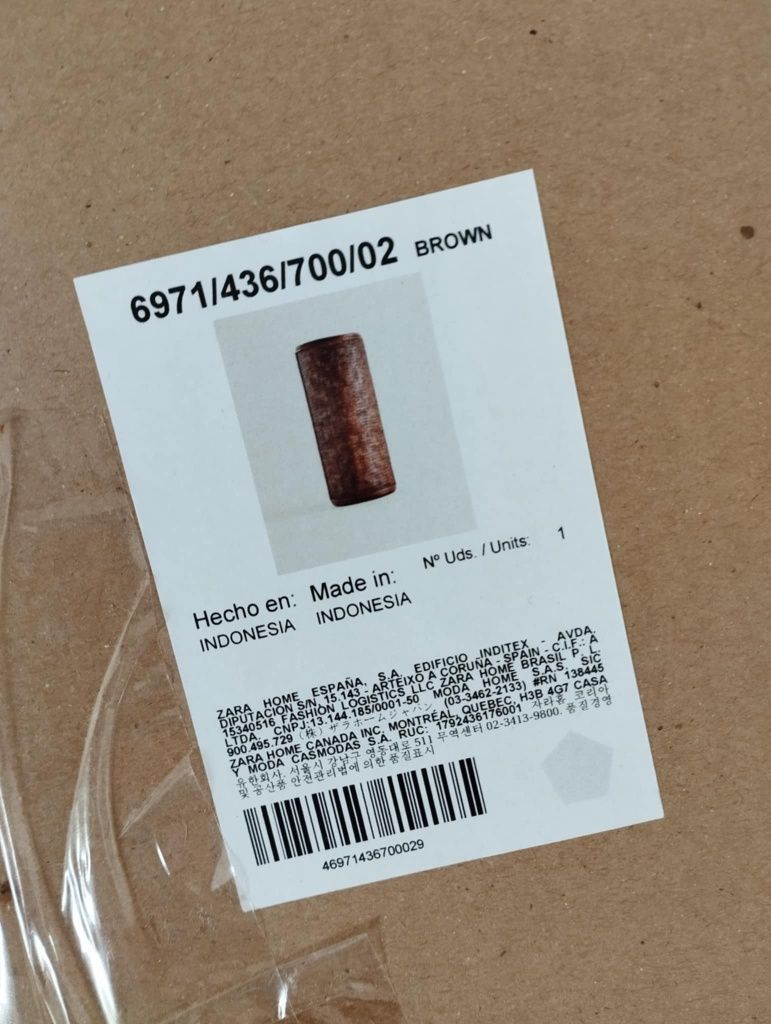 6971/436/700/02 BROWN
Nº Uds. / Units: 1
Hecho en: Made in:
INDONESIA INDONESIA
ZARA HOME ESPAÑA, S.A. EDIFICIO INDITEX - AVDA.
DIPUTACION S/N, 15.143 - ARTEIXO A CORUÑA - SPAIN - C.I.F.: A
15340516 FASHION LOGISTICS LLC ZARA HOME BRASIL P. L.
LTDA. CNPJ:13.144.185/0001-50 MODA HOME S.A.S. SIC
900.495.729 (株) ザラホームジャパン (03-3462-2133) #RN 138445
ZARA HOME CANADA INC. MONTRÉAL, QUEBEC, H3B 4G7 CASA
Y MODA CASMODAS S.A. RUC: 1792436176001 자라홈 코리아
유한회사. 서울시 강남구 영동대로 511 무역센터 02-3413-9800. 품질경영
및 공산품 안전관리법에 의한 품질표시
46971436700029